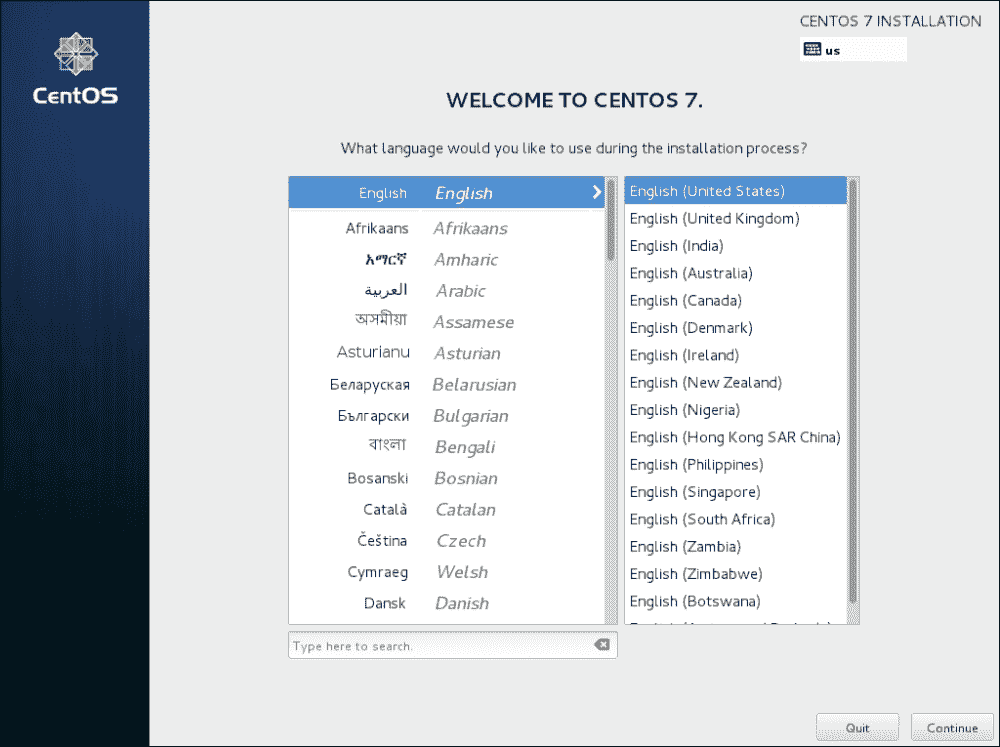 CentOS
CENTOS 7 INSTALLATION
us
WELCOME TO CENTOS 7.
What language would you like to use during the installation process?
English English
Afrikaans Afrikaans
አማርኛ Amharic
العربية Arabic
অসমীয়া Assamese
Asturianu Asturian
Беларуская Belarusian
Български Bulgarian
বাংলা Bengali
Bosanski Bosnian
Català Catalan
Čeština Czech
Cymraeg Welsh
Dansk Danish
Type here to search.
English (United States)
English (United Kingdom)
English (India)
English (Australia)
English (Canada)
English (Denmark)
English (Ireland)
English (New Zealand)
English (Nigeria)
English (Hong Kong SAR China)
English (Philippines)
English (Singapore)
English (South Africa)
English (Zambia)
English (Zimbabwe)
English (Botswana)
Quit
Continue